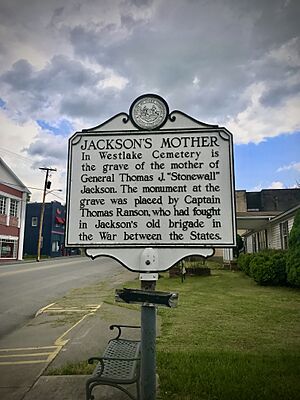 JACKSON'S MOTHER
In Westlake Cemetery is
the grave of the mother of
General Thomas J. "Stonewall"
Jackson. The monument at the
grave was placed by Captain
Thomas Ranson, who had fought
in Jackson's old brigade in
the War between the States.